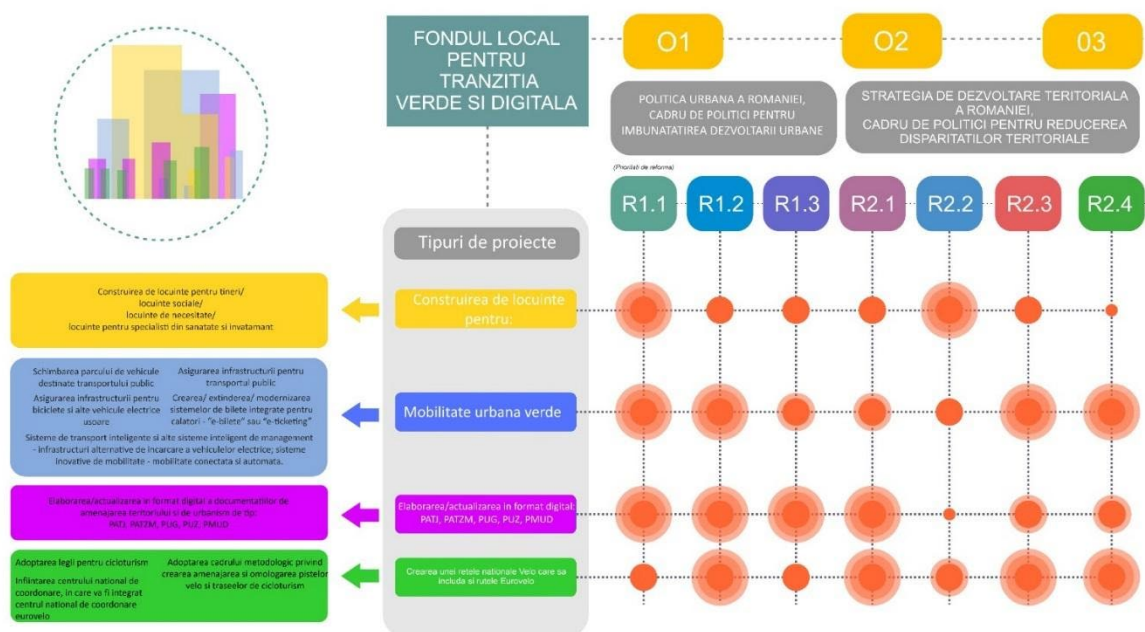 FONDUL LOCAL
PENTRU
TRANZITIA
VERDE SI DIGITALA
O1
O2
03
POLITICA URBANA A ROMANIEI,
CADRU DE POLITICI PENTRU
IMBUNATATIREA DEZVOLTARII URBANE
STRATEGIA DE DEZVOLTARE TERITORIALA
A ROMANIEI,
CADRU DE POLITICI PENTRU REDUCEREA
DISPARITATILOR TERITORIALE
(Prioritati de reforma)
R1.1
R1.2
R1.3
R2.1
R2.2
R2.3
R2.4
Tipuri de proiecte
Construirea de locuinte pentru tineri/
locuinte sociale/
locuinte de necesitate/
locuinte pentru specialisti din sanatate si invatamant
Construirea de locuinte
pentru:
Schimbarea parcului de vehicule
destinate transportului public
Asigurarea infrastructurii pentru
transportul public
Asigurarea infrastructurii pentru
biciclete si alte vehicule electrice
usoare
Crearea/ extinderea/ modernizarea
sistemelor de bilete integrate pentru
calatori - "e-bilete" sau "e-ticketing"
Sisteme de transport inteligente si alte sisteme inteligent de management
- infrastructuri alternative de incarcare a vehiculelor electrice; sisteme
inovative de mobilitate - mobilitate conectata si automata.
Mobilitate urbana verde
Elaborarea/actualizarea in format digital a documentatiilor de
amenajarea teritoriului si de urbanism de tip:
PATJ, PATZM, PUG, PUZ, PMUD
Elaborarea/actualizarea in format digital:
PATJ, PATZM, PUG, PUZ, PMUD
Adoptarea legii pentru cicloturism
Infiintarea centrului national de
coordonare, in care va fi integrat
centrul national de coordonare
eurovelo
Adoptarea cadrului metodologic privind
crearea amenajarea si omologarea pistelor
velo si traseelor de cicloturism
Crearea unei retele nationale Velo care sa
includa si rutele Eurovelo